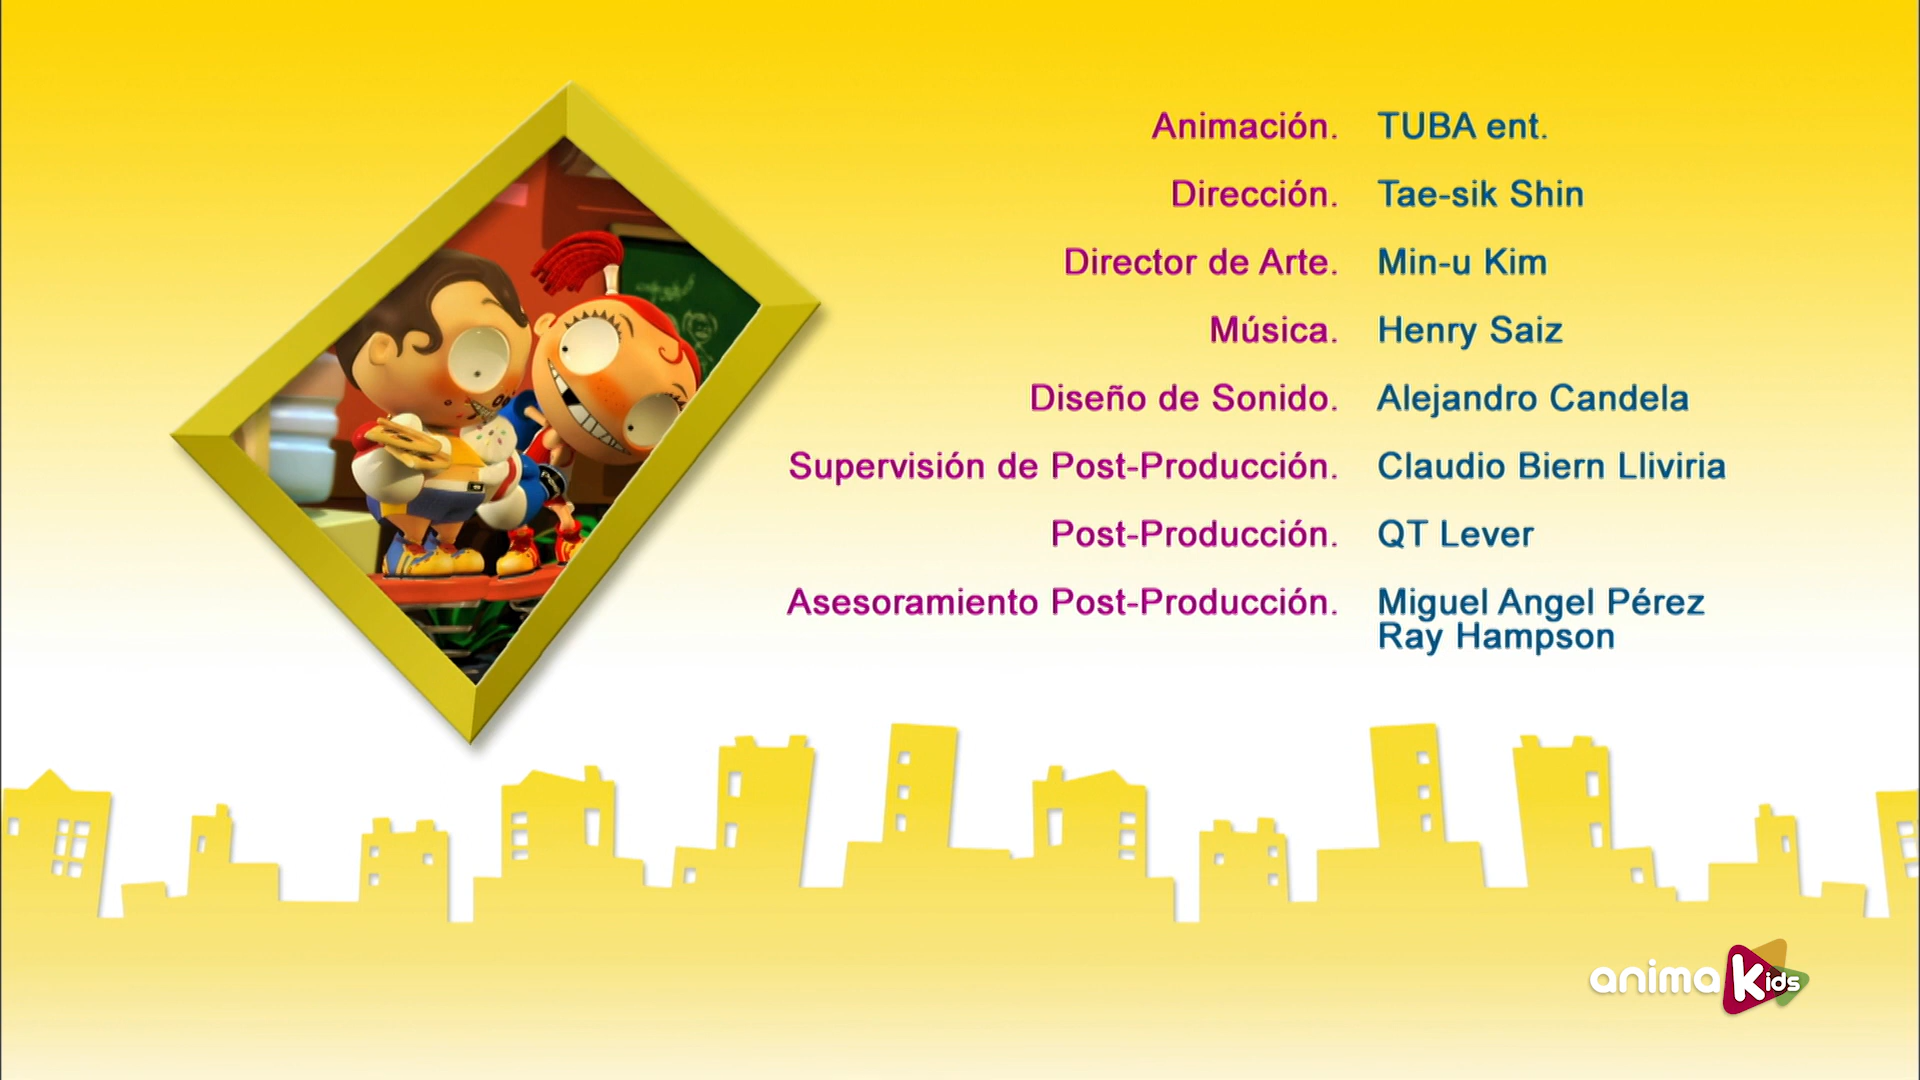 Animación. TUBA ent.
Dirección. Tae-sik Shin
Director de Arte. Min-u Kim
Música. Henry Saiz
Diseño de Sonido. Alejandro Candela
Supervisión de Post-Producción. Claudio Biern Lliviria
Post-Producción. QT Lever
Asesoramiento Post-Producción. Miguel Angel Pérez
Ray Hampson
anima Kids